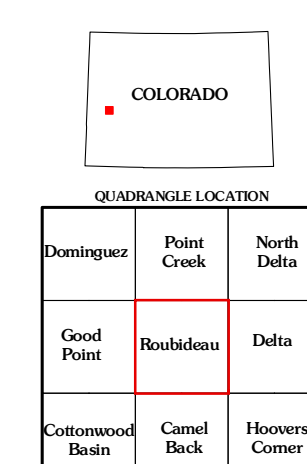 COLORADO
QUADRANGLE LOCATION
Dominguez
Point
Creek
North
Delta
Good
Point
Roubideau
Delta
Cottonwood
Basin
Camel
Back
Hoovers
Corner